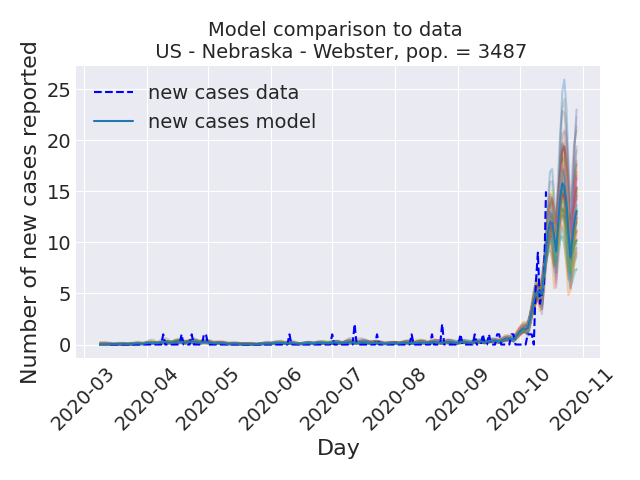 Model comparison to data
US - Nebraska - Webster, pop. = 3487
Number of new cases reported
25
20
15
10
5
0
new cases data
new cases model
2020-03
2020-04
2020-05
2020-06
2020-07
2020-08
2020-09
2020-10
2020-11
Day